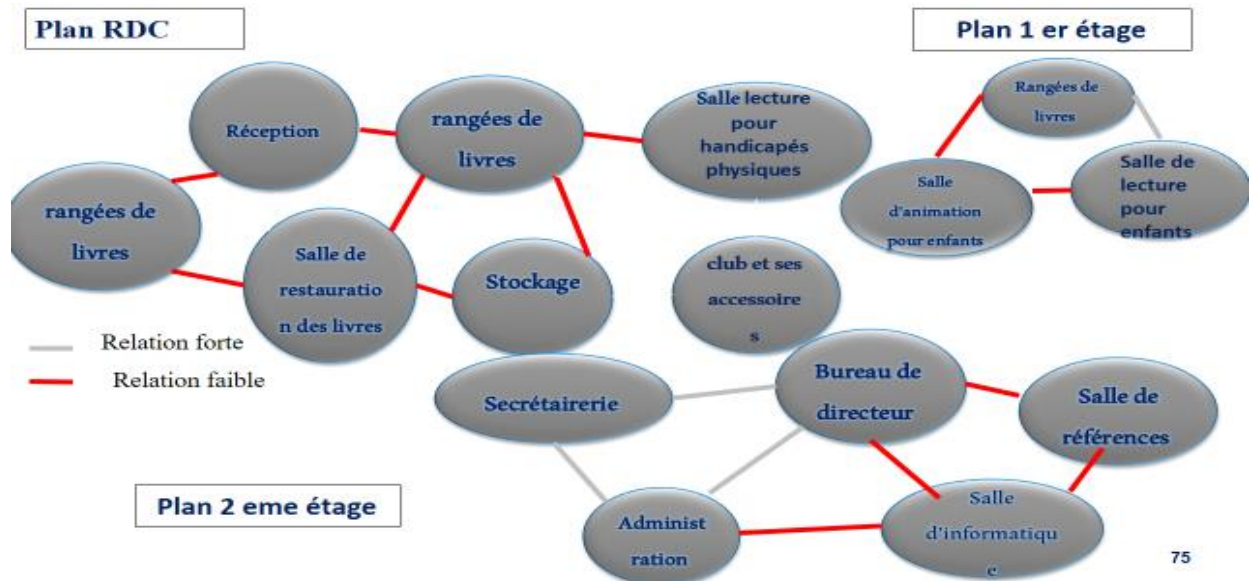 Plan RDC
Réception
rangées de
livres
Salle lecture
pour
handicapés
physiques
rangées de
livres
Salle de
restauratio
n des livres
Stockage
Relation forte
Relation faible
Plan 1 er étage
Rangées de
livres
Salle
d'animation
pour enfants
Salle de
lecture
pour
enfants
club et ses
accessoire
s
Secrétairerie
Bureau de
directeur
Salle de
références
Plan 2 eme étage
Administ
ration
Salle
d'informatiqu
e
75